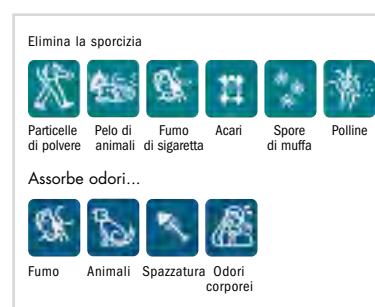 Elimina la sporcizia
Particelle di polvere
Pelo di animali
Fumo di sigaretta
Acari
Spore di muffa
Polline
Assorbe odori...
Fumo
Animali
Spazzatura
Odori corporei